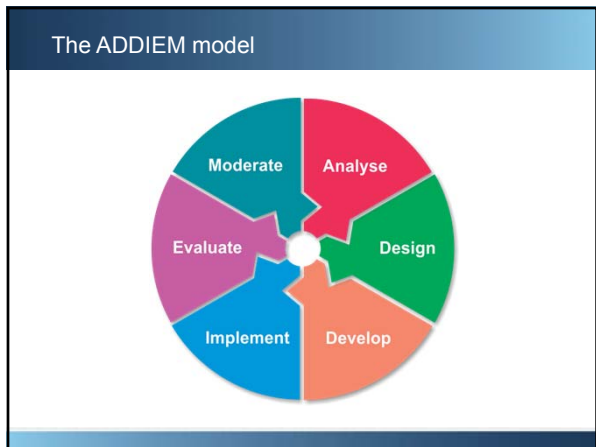 The ADDIEM model
Moderate
Analyse
Evaluate
Design
Implement
Develop